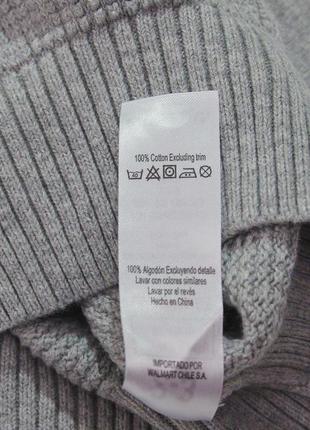 100% Cotton Excluding trim
40
100% Algodón Excluyendo detalle
Lavar con colores similares
Lavar por el revés
Hecho en China
IMPORTADO POR
WALMART CHILE S.A.